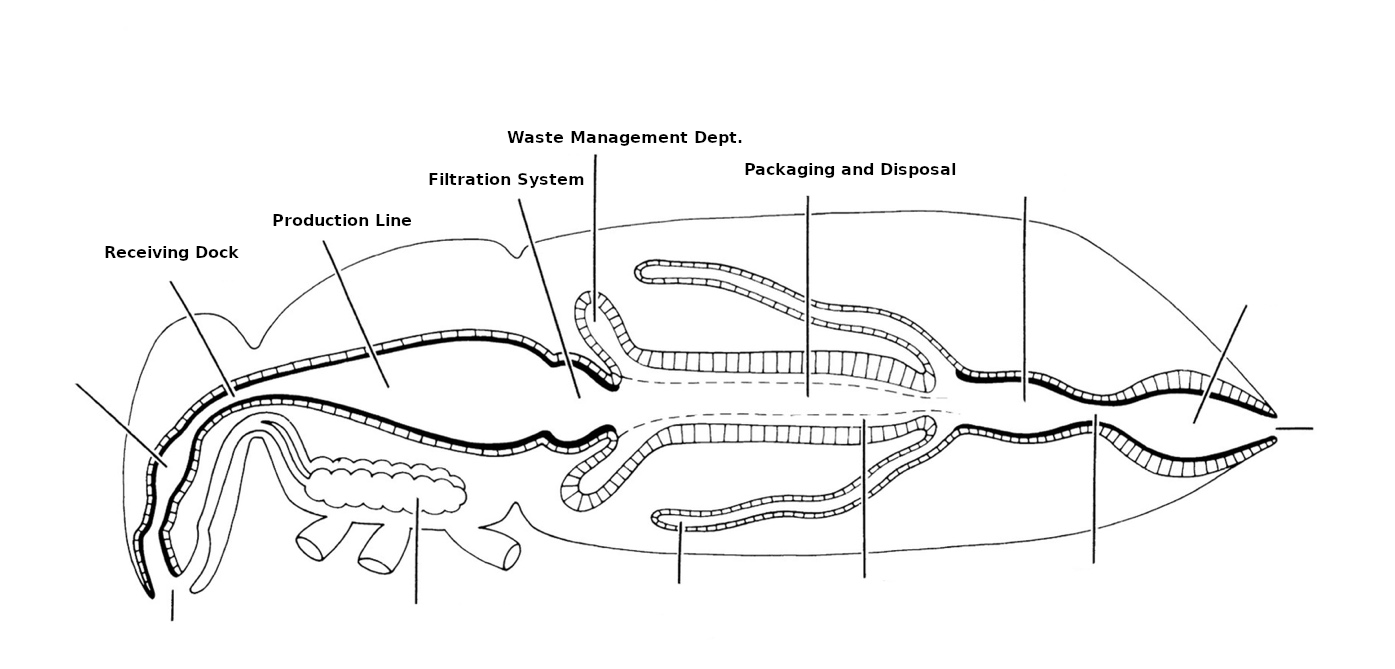 Waste Management Dept.
Packaging and Disposal
Filtration System
Production Line
Receiving Dock